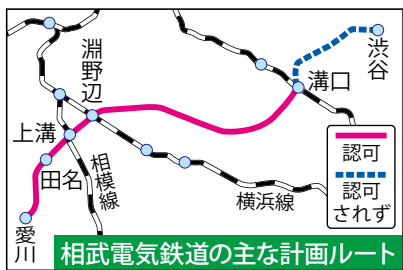 渋谷
溝口
淵野辺
上溝
田名
相模線
横浜線
愛川
認可
認可
されず
相武電気鉄道の主な計画ルート